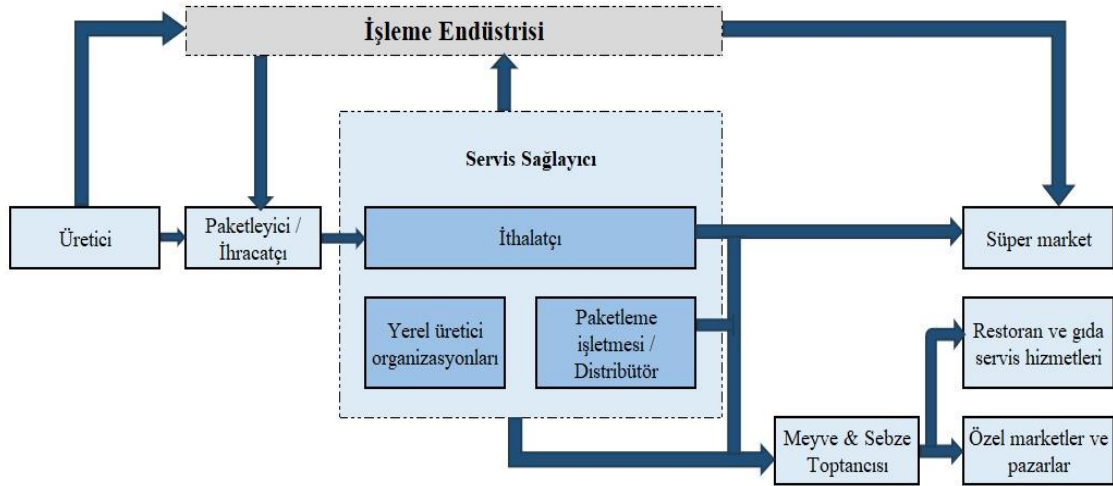 İşleme Endüstrisi
Servis Sağlayıcı
Üretici
Paketleyici /
İhracatçı
İthalatçı
Süper market
Yerel üretici
organizasyonları
Paketleme
işletmesi /
Distribütör
Restoran ve gıda
servis hizmetleri
Meyve & Sebze
Toptancısı
Özel marketler ve
pazarlar